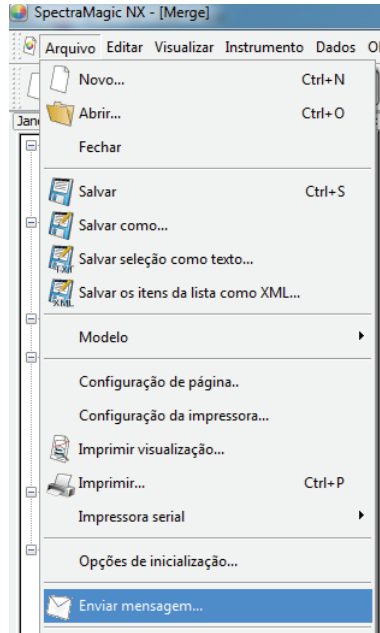 SpectraMagic NX - [Merge]
Arquivo Editar Visualizar Instrumento Dados
Novo... Ctrl+N
Abrir... Ctrl+O
Fechar
Salvar Ctrl+S
Salvar como...
TXT Salvar seleção como texto...
XML Salvar os itens da lista como XML...
Modelo
Configuração de página..
Configuração da impressora...
Imprimir visualização...
Imprimir... Ctrl+P
Impressora serial
Opções de inicialização...
Enviar mensagem...